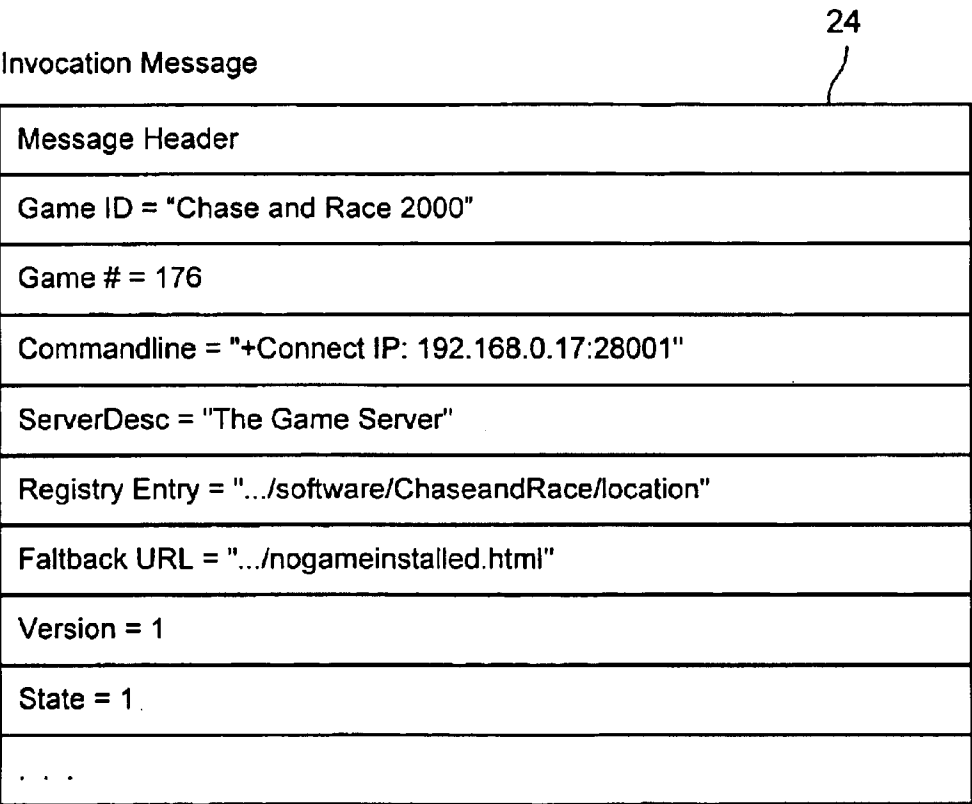 24
Invocation Message
Message Header
Game ID = "Chase and Race 2000"
Game # = 176
Commandline = "+Connect IP: 192.168.0.17:28001"
ServerDesc = "The Game Server"
Registry Entry = ".../software/ChaseandRace/location"
Faltback URL = ".../nogameinstalled.html"
Version = 1
State = 1
. . .